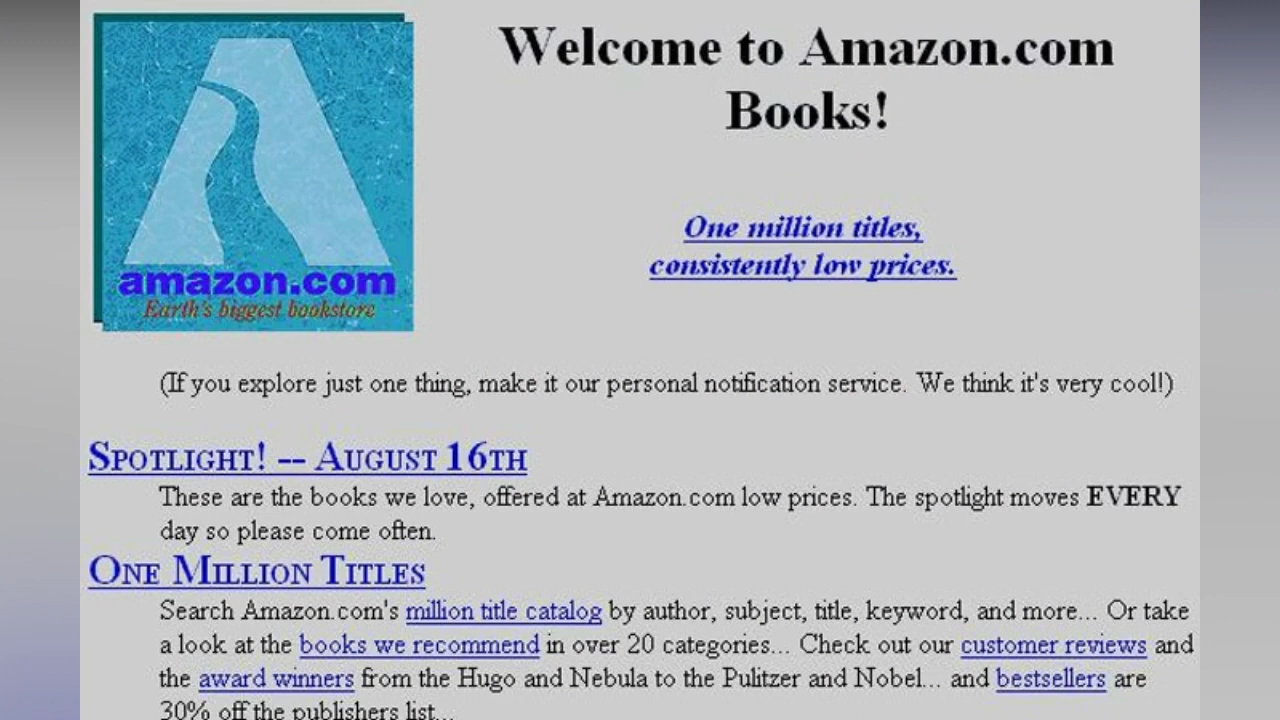 Welcome to Amazon.com
Books!
One million titles,
consistently low prices.
amazon.com
Earth's biggest bookstore
(If you explore just one thing, make it our personal notification service. We think it's very cool!)
SPOTLIGHT! -- AUGUST 16TH
These are the books we love, offered at Amazon.com low prices. The spotlight moves EVERY
day so please come often.
ONE MILLION TITLES
Search Amazon.com's million title catalog by author, subject, title, keyword, and more... Or take
a look at the books we recommend in over 20 categories... Check out our customer reviews and
the award winners from the Hugo and Nebula to the Pulitzer and Nobel... and bestsellers are
30% off the publishers list...